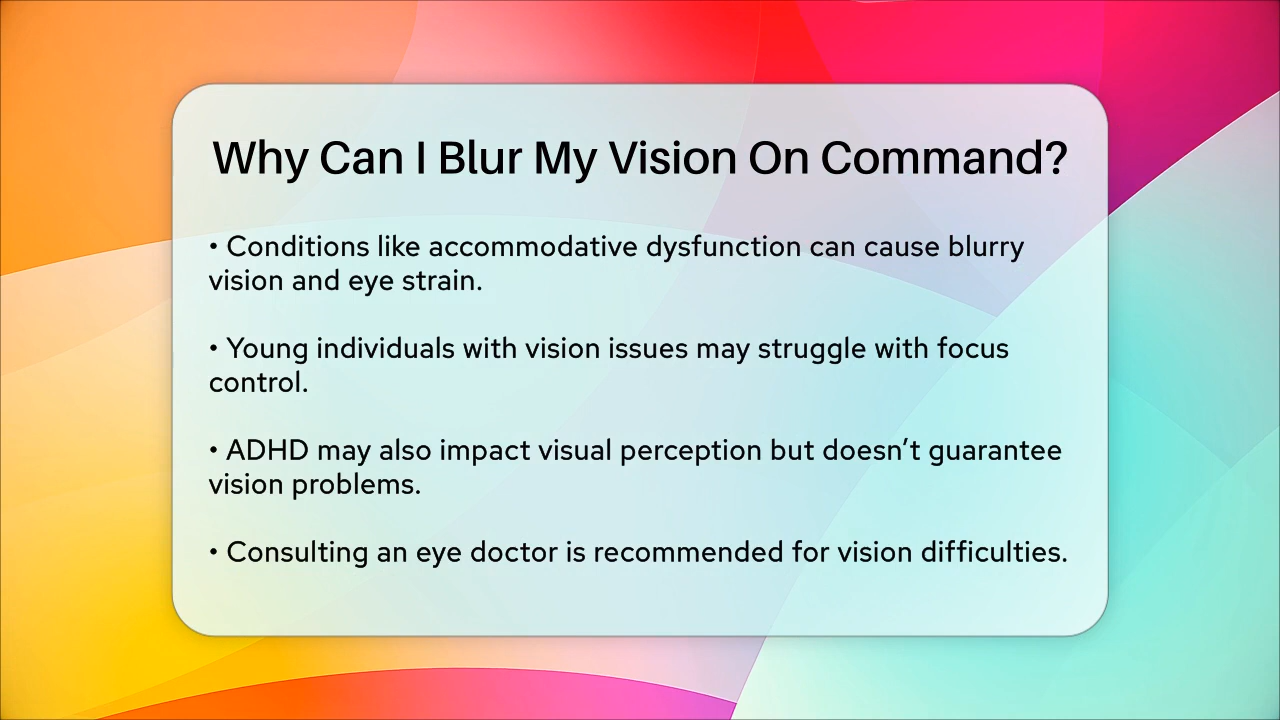 Why Can I Blur My Vision On Command?
• Conditions like accommodative dysfunction can cause blurry
vision and eye strain.
• Young individuals with vision issues may struggle with focus
control.
• ADHD may also impact visual perception but doesn’t guarantee
vision problems.
• Consulting an eye doctor is recommended for vision difficulties.